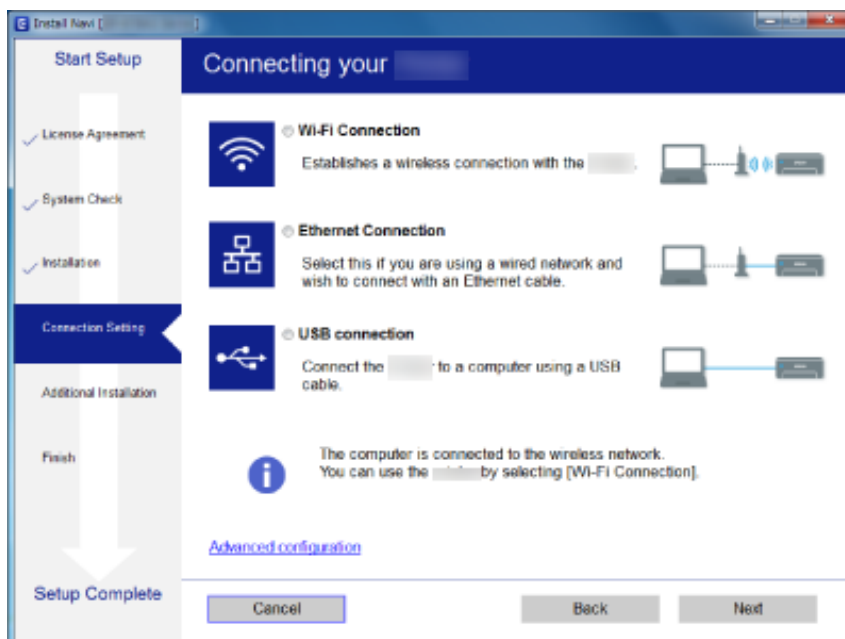 Install Navi [
]
Start Setup
Connecting your
License Agreement
System Check
Installation
Connection Setting
Additional Installation
Finish
Setup Complete
Wi-Fi Connection
Establishes a wireless connection with the .
Ethernet Connection
Select this if you are using a wired network and
wish to connect with an Ethernet cable.
USB connection
Connect the to a computer using a USB
cable.
The computer is connected to the wireless network.
You can use the by selecting [Wi-Fi Connection].
Advanced configuration
Cancel
Back
Next